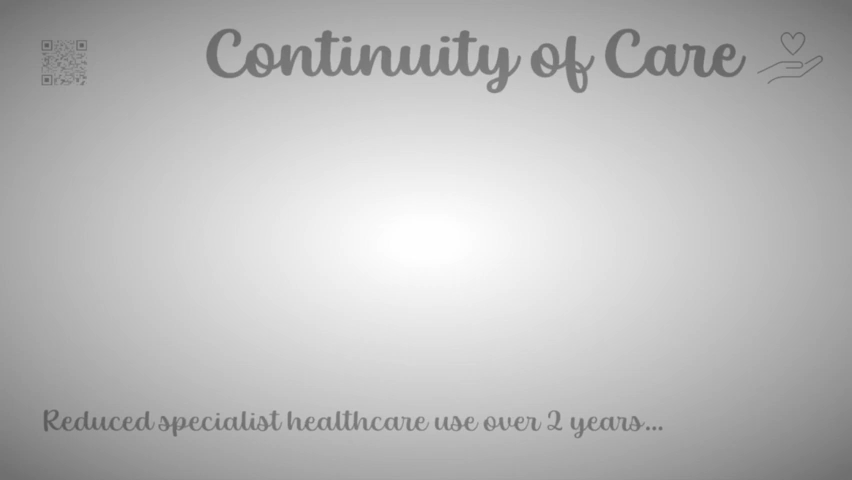 Continuity of Care
Reduced specialist healthcare use over 2 years...